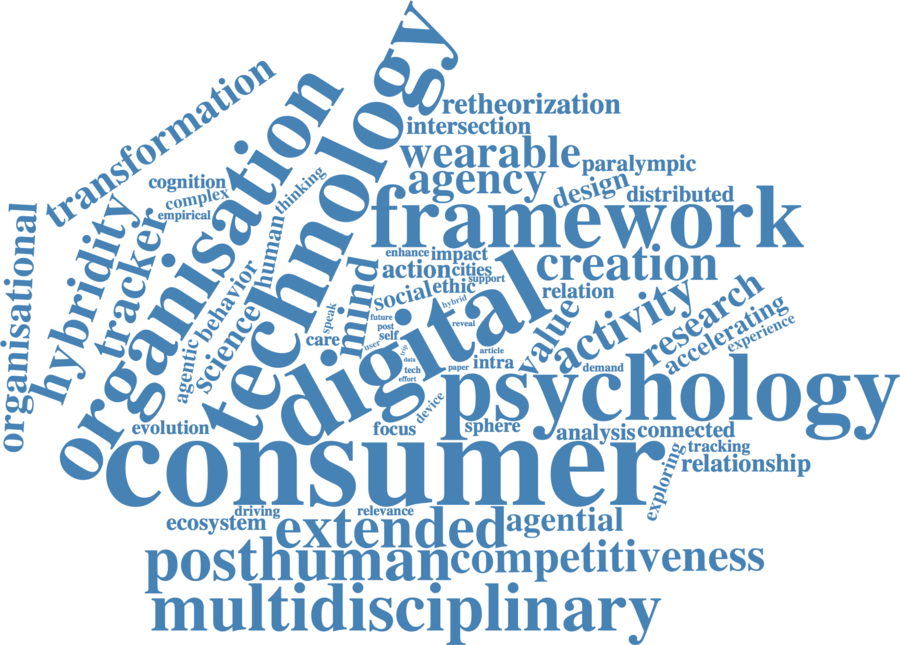 technology
transformation
organisation
retheorization
intersection
wearable
paralympic
agency
design
distributed
cognition
complex
empirical
thinking
human
framework
organisational
hybridity
tracker
enhance
impact
creation
action
cities
support
social
ethic
relation
mind
behavior
science
agentic
digital
hybrid
future
post
self
reveal
speak
care
user
value
activity
research
accelerating
experience
top
data
tech
effort
article
paper
intra
demand
psychology
device
evolution
focus
sphere
analysis
connected
consumer
tracking
relationship
exploring
driving
relevance
ecosystem
extended
agential
posthuman
competitiveness
multidisciplinary